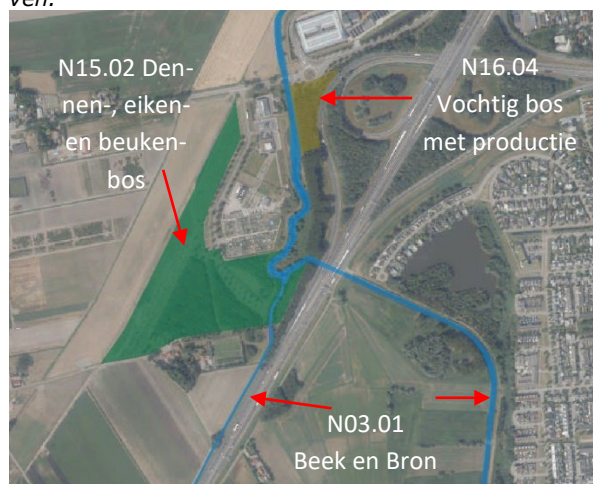 ven.
N15.02 Den-
nen-, eiken-
en beuken-
bos
N16.04
Vochtig bos
met productie
N03.01
Beek en Bron